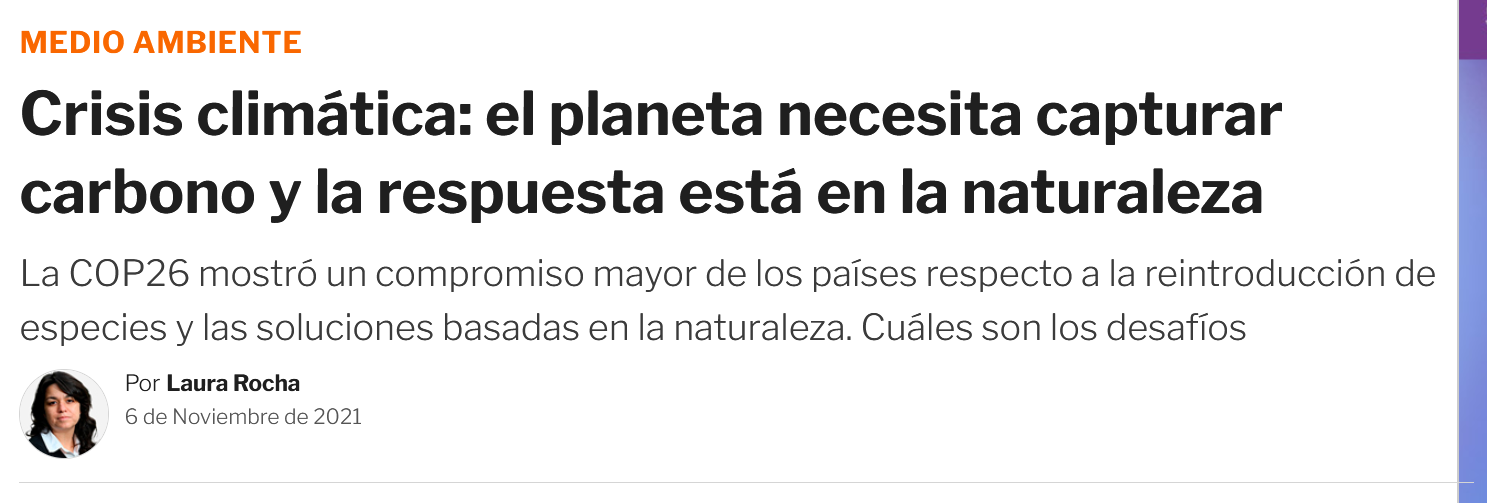 MEDIO AMBIENTE
Crisis climática: el planeta necesita capturar
carbono y la respuesta está en la naturaleza
La COP26 mostró un compromiso mayor de los países respecto a la reintroducción de
especies y las soluciones basadas en la naturaleza. Cuáles son los desafíos
Por Laura Rocha
6 de Noviembre de 2021